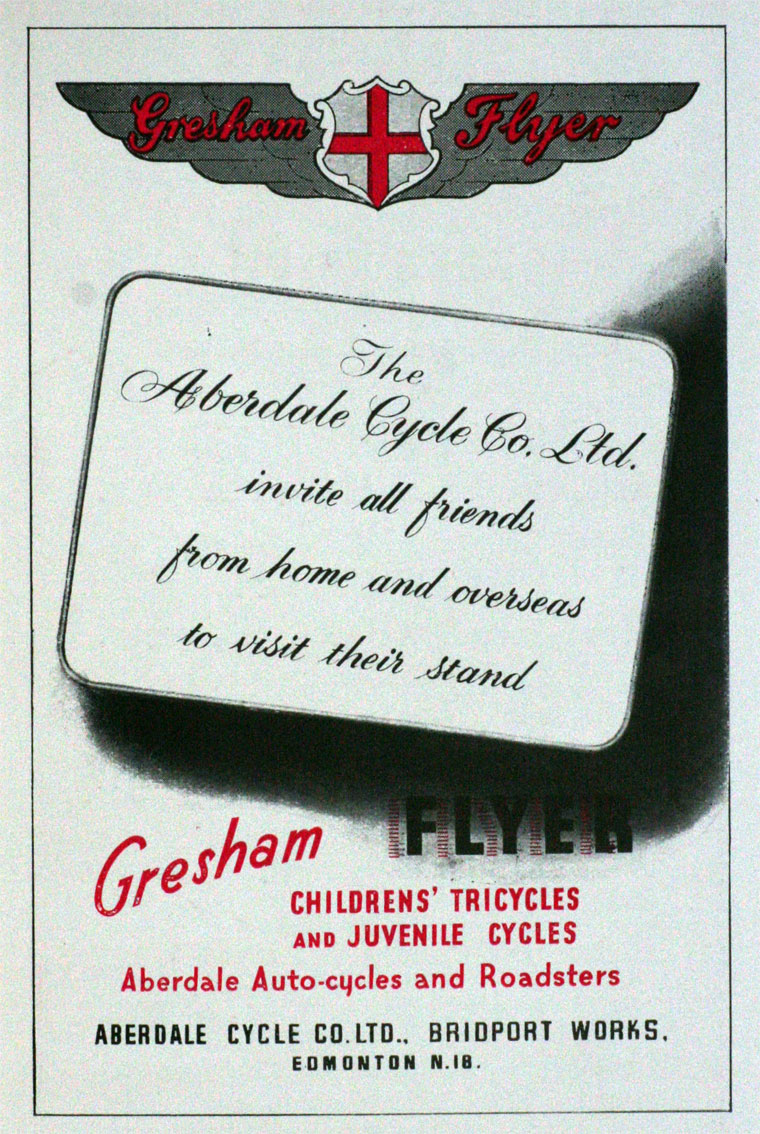 Gresham Flyer
The
Aberdale Cycle Co. Ltd.
invite all friends
from home and overseas
to visit their stand
Gresham FLYER
CHILDRENS' TRICYCLES
AND JUVENILE CYCLES
Aberdale Auto-cycles and Roadsters
ABERDALE CYCLE CO. LTD., BRIDPORT WORKS,
EDMONTON N.18.